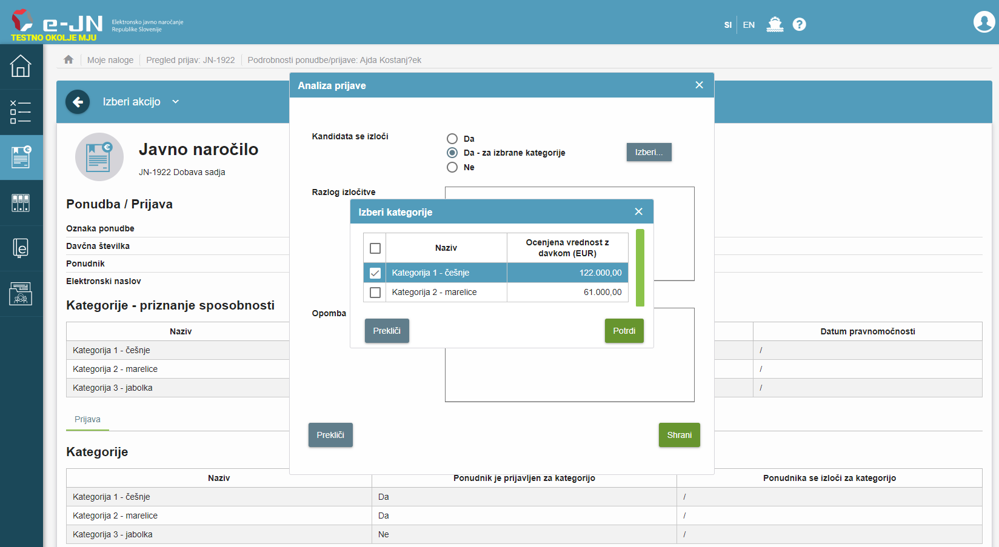 e-JN
Elektronsko javno naročanje
Republike Slovenije
TESTNO OKOLJE MJU
SI
EN
?
Moje naloge
Pregled prijav: JN-1922
Podrobnosti ponudbe/prijave: Ajda Kostanj?ek
Izberi akcijo
Javno naročilo
JN-1922 Dobava sadja
Ponudba / Prijava
Oznaka ponudbe
Davčna številka
Ponudnik
Elektronski naslov
Kategorije - priznanje sposobnosti
Naziv
Datum pravnomočnosti
Kategorija 1 - češnje
/
Kategorija 2 - marelice
/
Kategorija 3 - jabolka
/
Prijava
Kategorije
Naziv
Ponudnik je prijavljen za kategorijo
Ponudnika se izloči za kategorijo
Kategorija 1 - češnje
Da
/
Kategorija 2 - marelice
Da
/
Kategorija 3 - jabolka
Ne
/
Analiza prijave
Kandidata se izloči
Da
Da - za izbrane kategorije
Ne
Izberi...
Razlog izločitve
Opomba
Prekliči
Shrani
Izberi kategorije
Naziv
Ocenjena vrednost z
davkom (EUR)
Kategorija 1 - češnje
122.000,00
Kategorija 2 - marelice
61.000,00
Prekliči
Potrdi